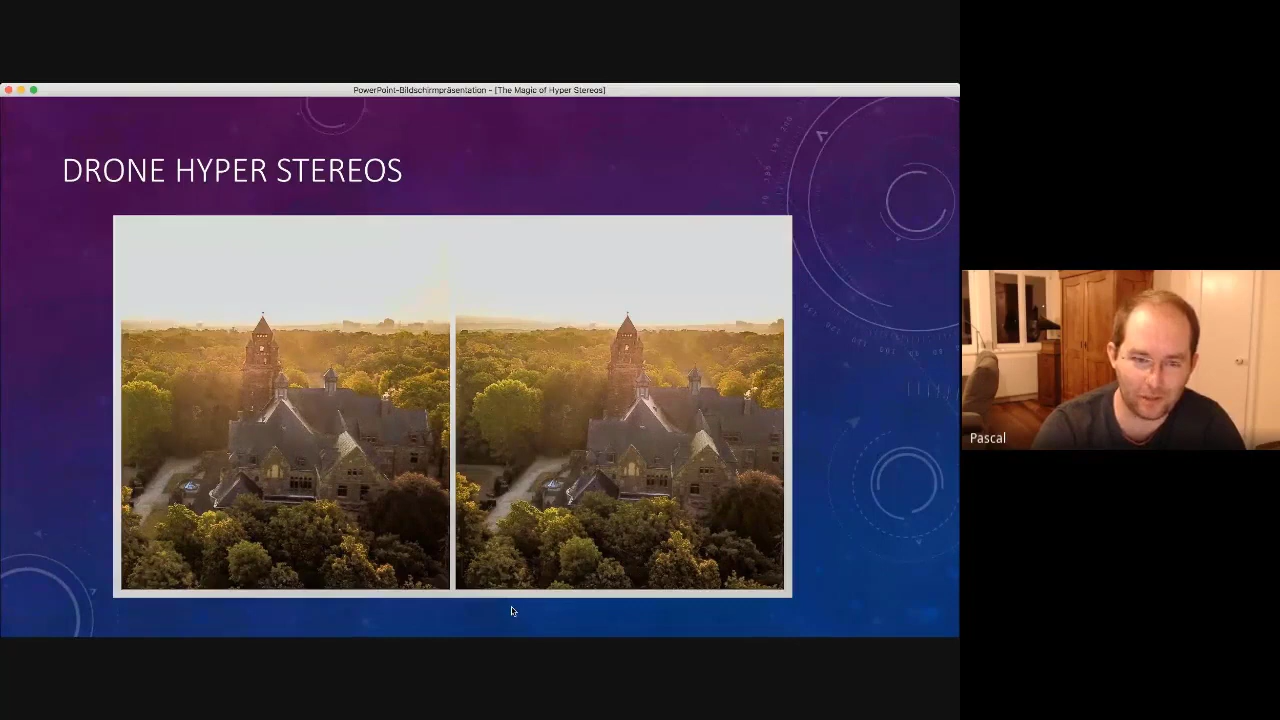 PowerPoint-Bildschirmpräsentation - [The Magic of Hyper Stereos]
DRONE HYPER STEREOS
Pascal